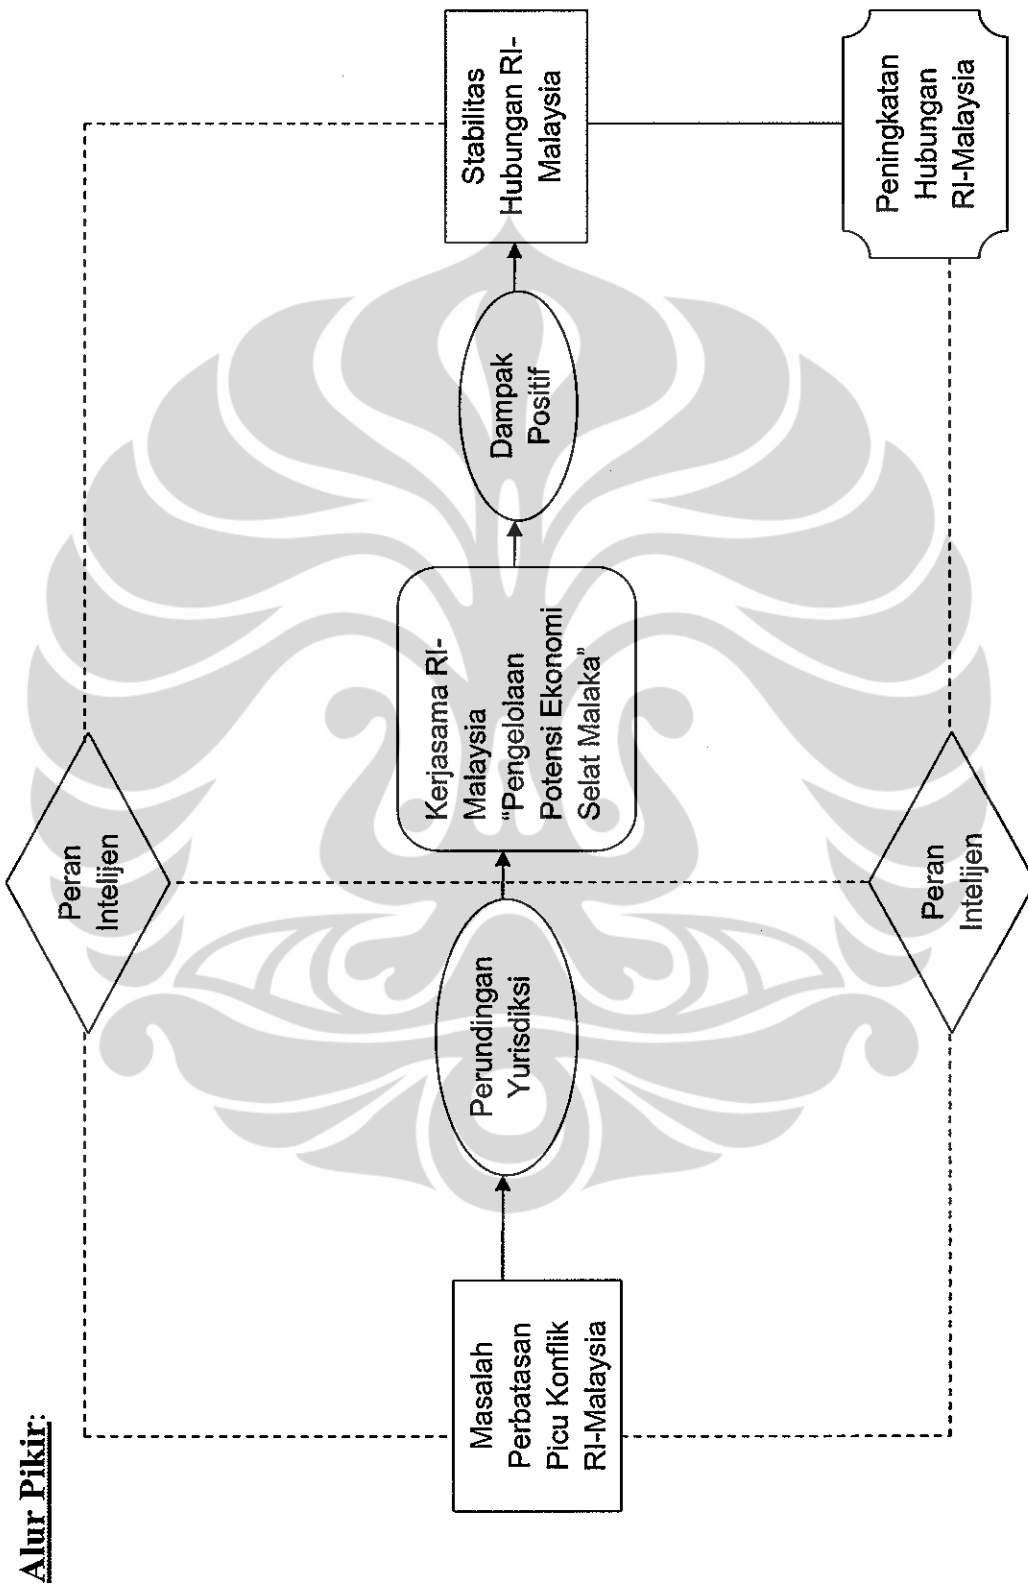 Alur Pikir:
Peran
Intelijen
Masalah
Perbatasan
Picu Konflik
RI-Malaysia
Perundingan
Yurisdiksi
Kerjasama RI-
Malaysia
“Pengelolaan
Potensi Ekonomi
Selat Malaka”
Dampak
Positif
Stabilitas
Hubungan RI-
Malaysia
Peran
Intelijen
Peningkatan
Hubungan
RI-Malaysia